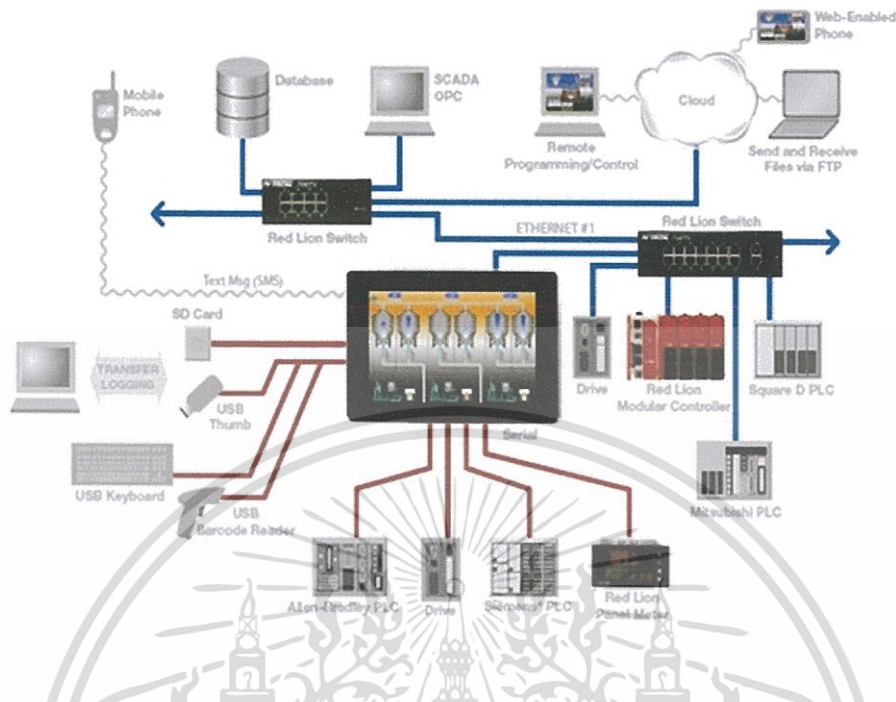 Web-Enabled
Phone
Mobile
Phone
Database
SCADA
OPC
Cloud
Remote
Programming/Control
Send and Receive
Files via FTP
Red Lion Switch
ETHERNET #1
Red Lion Switch
Text Msg (SMS)
SD Card
TRANSFER
LOGGING
USB
Thumb
Drive
Red Lion
Modular Controller
Square D PLC
Serial
USB Keyboard
USB
Barcode Reader
Mitsubishi PLC
Allen-Bradley PLC
Drive
Siemens* PLC
Red Lion
Panel Meter